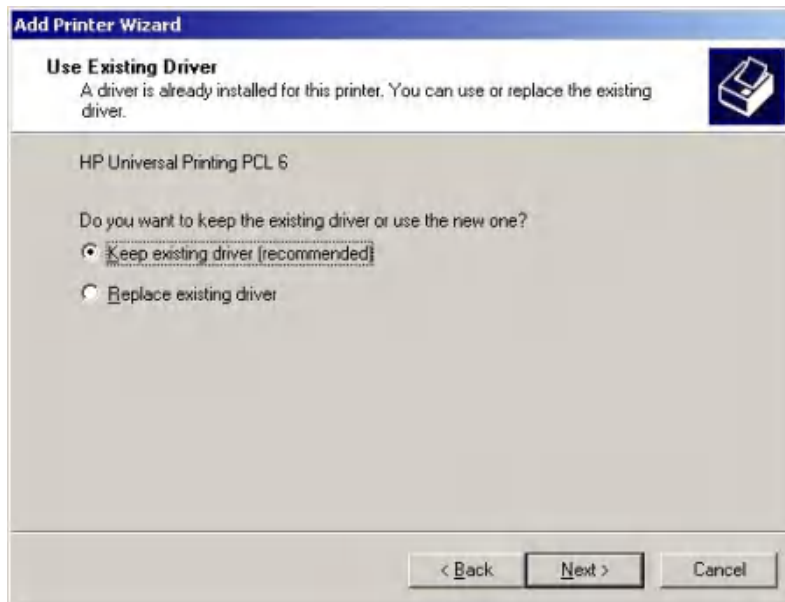 Add Printer Wizard
Use Existing Driver
A driver is already installed for this printer. You can use or replace the existing
driver.
HP Universal Printing PCL 6
Do you want to keep the existing driver or use the new one?
Keep existing driver (recommended)
Replace existing driver
< Back Next > Cancel